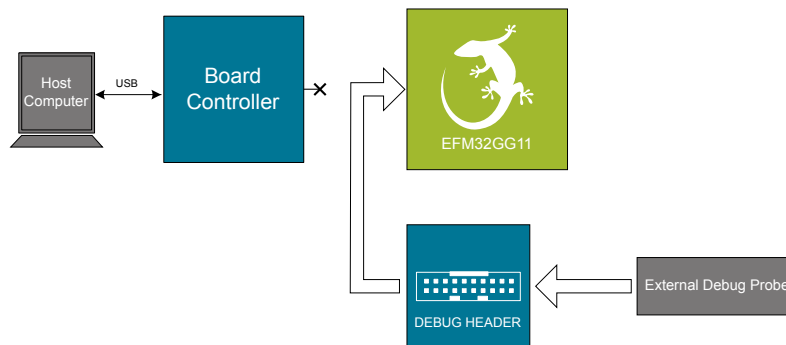 Host
Computer
USB
Board
Controller
EFM32GG11
DEBUG HEADER
External Debug Probe